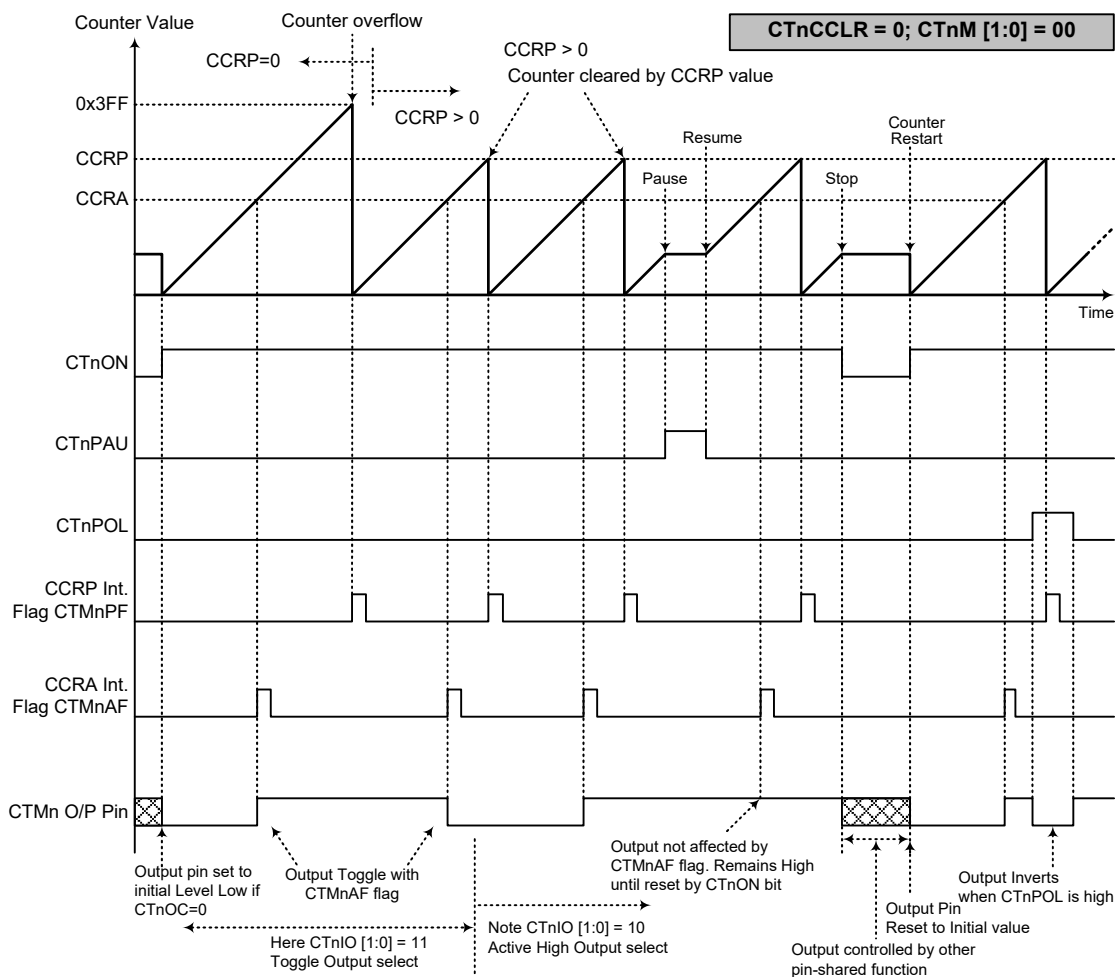 Counter Value
Counter overflow
CTnCCLR = 0; CTnM [1:0] = 00
CCRP=0
CCRP > 0
CCRP > 0
Counter cleared by CCRP value
0x3FF
CCRP
CCRA
Pause
Resume
Stop
Counter
Restart
Time
CTnON
CTnPAU
CTnPOL
CCRP Int.
Flag CTMnPF
CCRA Int.
Flag CTMnAF
CTMn O/P Pin
Output pin set to
initial Level Low if
CTnOC=0
Output Toggle with
CTMnAF flag
Output not affected by
CTMnAF flag. Remains High
until reset by CTnON bit
Output Inverts
when CTnPOL is high
Output Pin
Reset to Initial value
Here CTnIO [1:0] = 11
Toggle Output select
Note CTnIO [1:0] = 10
Active High Output select
Output controlled by other
pin-shared function